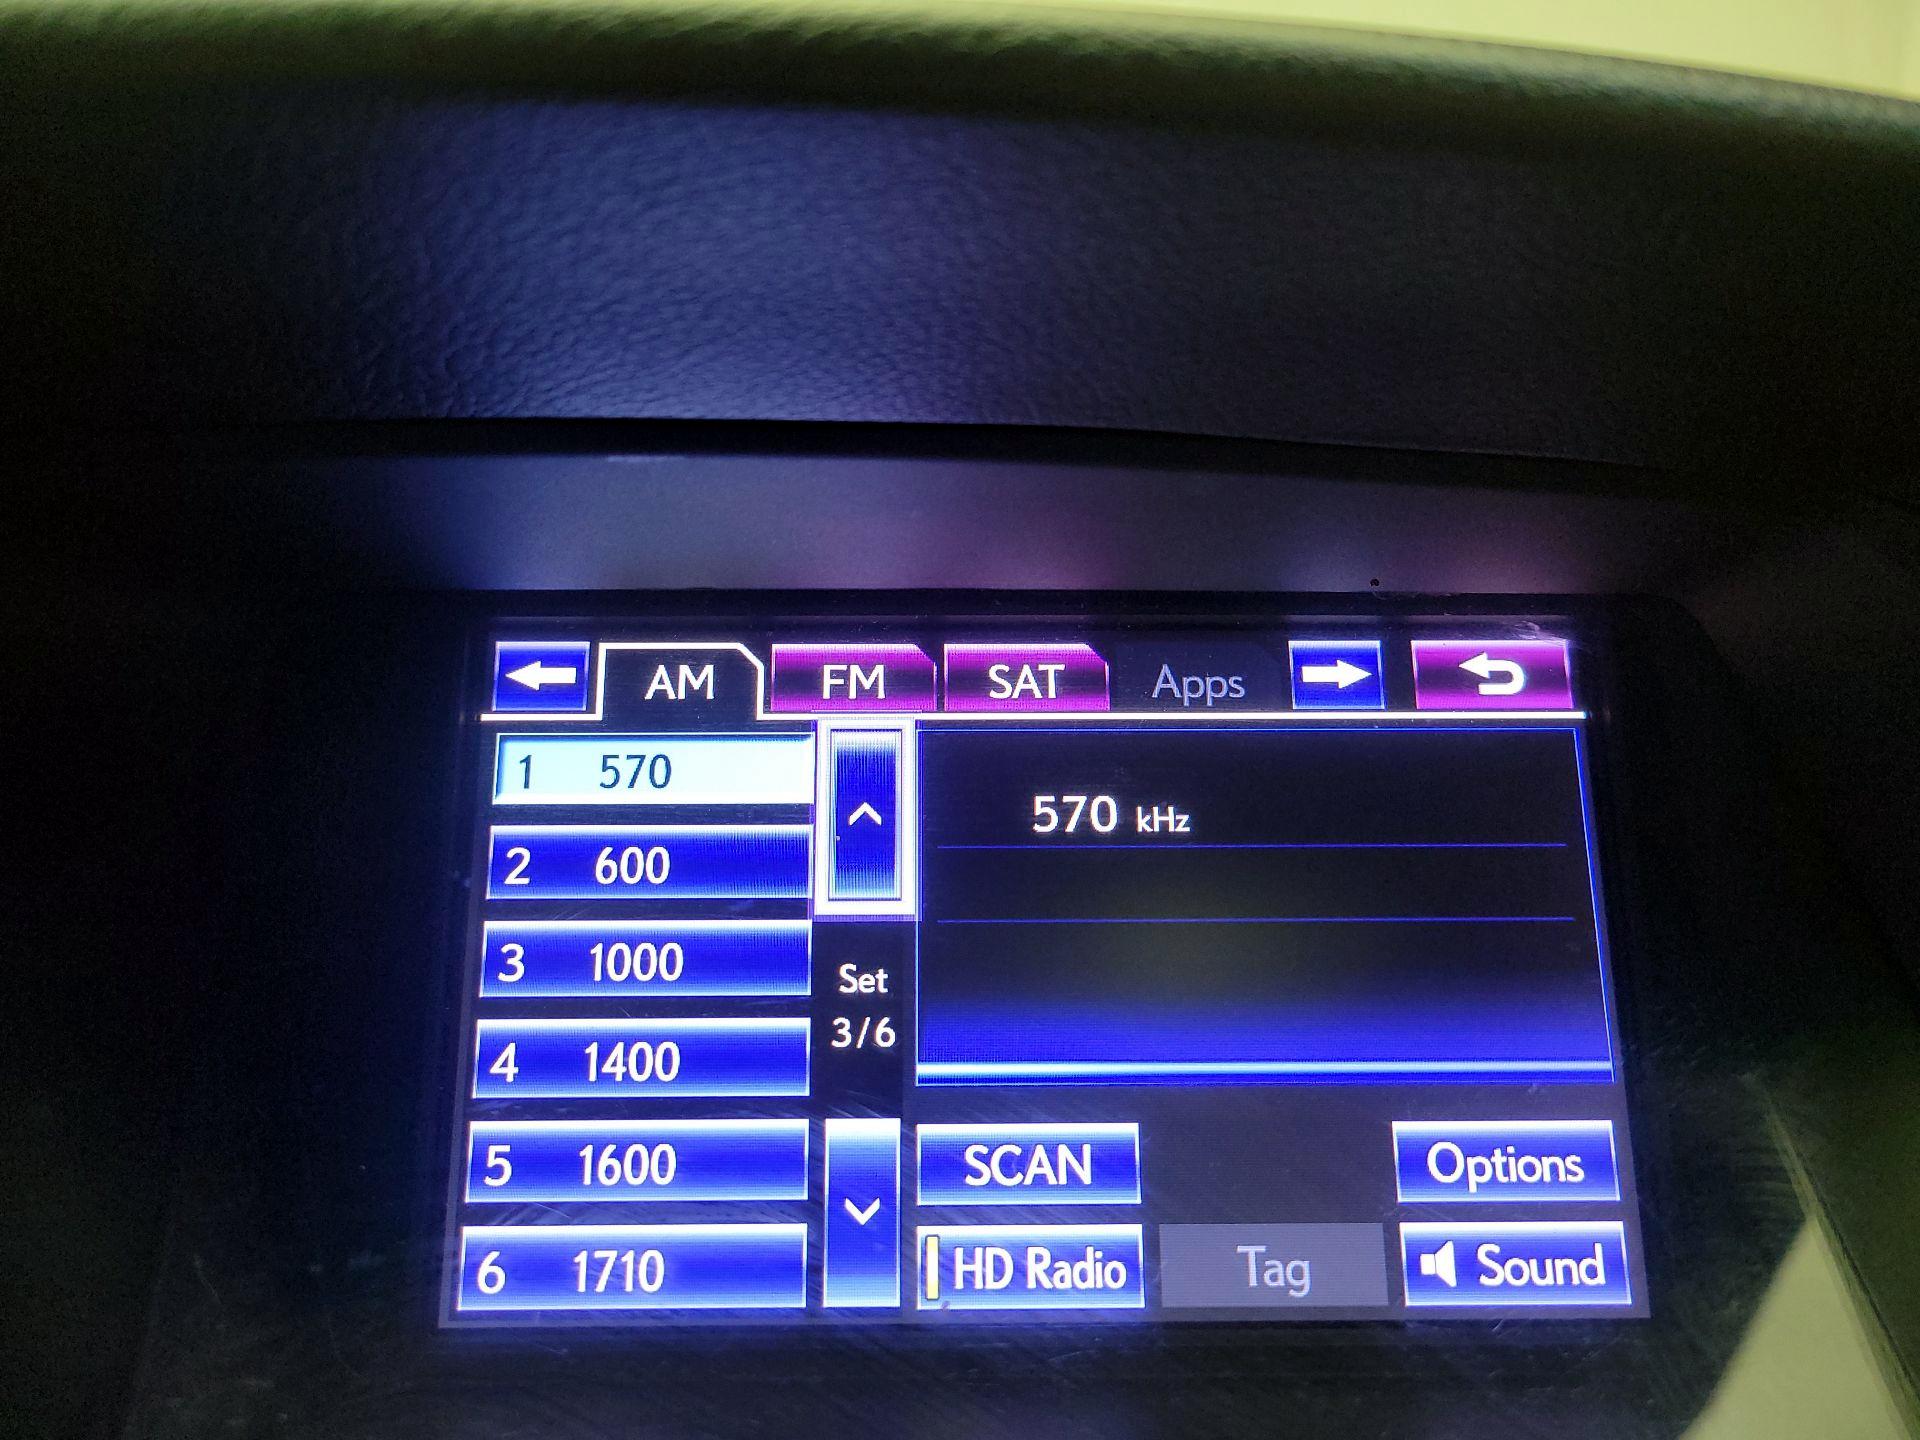 AM FM SAT Apps
1 570
570 kHz
2 600
3 1000
Set
3/6
4 1400
5 1600
SCAN Options
6 1710
HD Radio Tag Sound